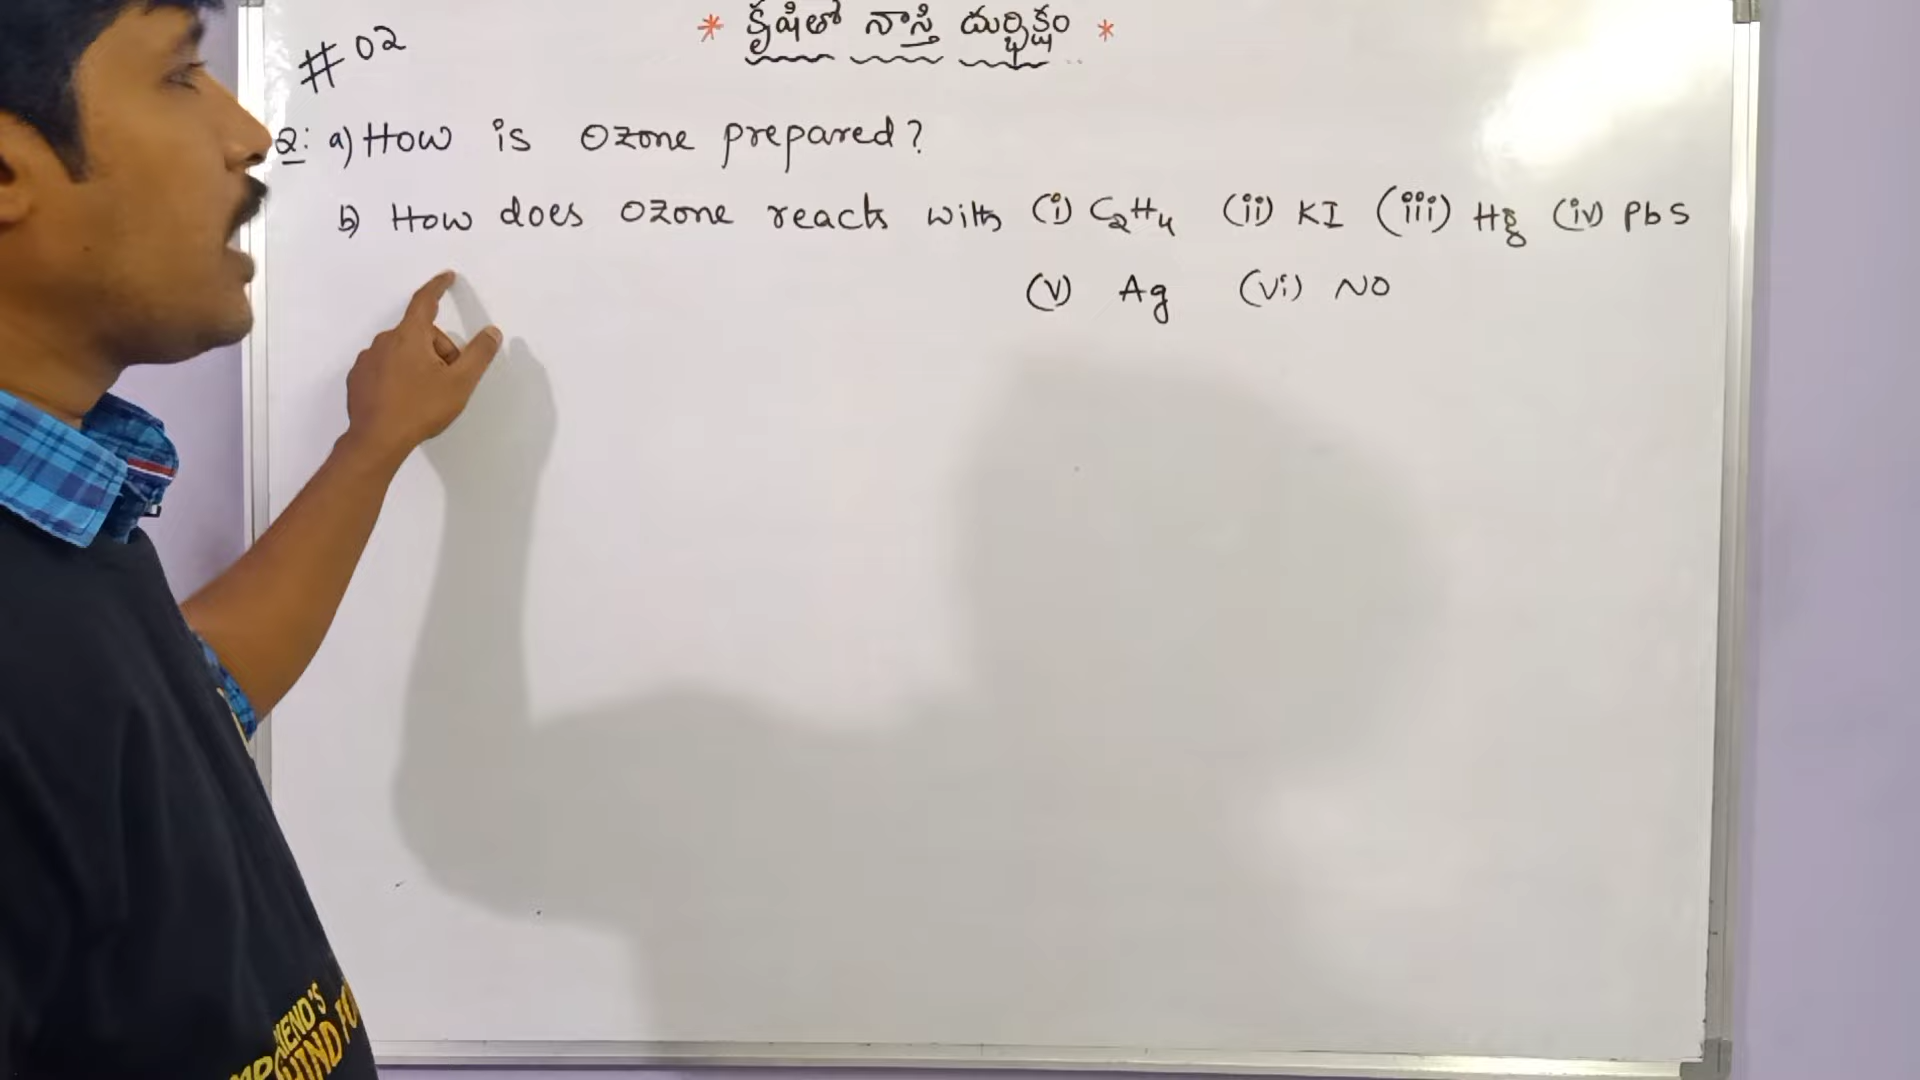 * కృషితో నాస్తి దుర్భిక్షం *
#02
Q: a) How is Ozone prepared?
b) How does Ozone reacts with (i) C2H4 (ii) KI (iii) Hg (iv) PbS
(v) Ag (vi) NO